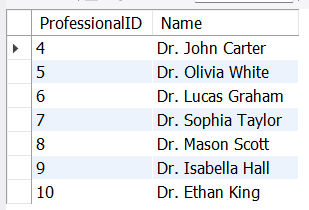 ProfessionalID Name
4 Dr. John Carter
5 Dr. Olivia White
6 Dr. Lucas Graham
7 Dr. Sophia Taylor
8 Dr. Mason Scott
9 Dr. Isabella Hall
10 Dr. Ethan King